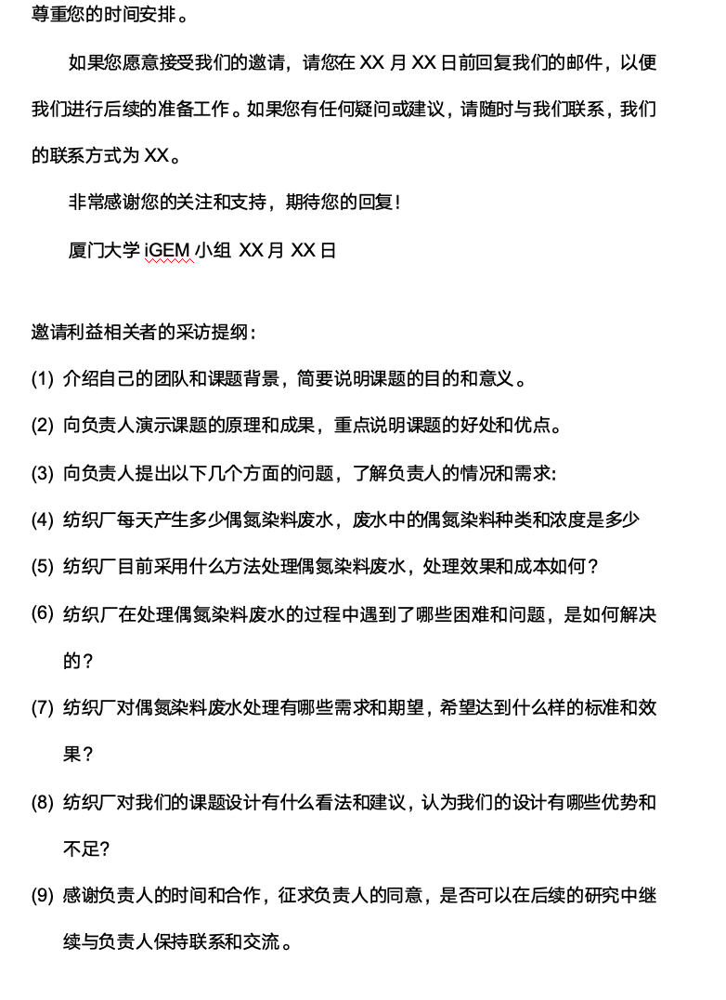 尊重您的时间安排。
如果您愿意接受我们的邀请，请您在 XX 月 XX 日前回复我们的邮件，以便
我们进行后续的准备工作。如果您有任何疑问或建议，请随时与我们联系，我们
的联系方式为 XX。
非常感谢您的关注和支持，期待您的回复！
厦门大学 iGEM 小组 XX 月 XX 日
邀请利益相关者的采访提纲：
(1) 介绍自己的团队和课题背景，简要说明课题的目的和意义。
(2) 向负责人演示课题的原理和成果，重点说明课题的好处和优点。
(3) 向负责人提出以下几个方面的问题，了解负责人的情况和需求:
(4) 纺织厂每天产生多少偶氮染料废水，废水中的偶氮染料种类和浓度是多少
(5) 纺织厂目前采用什么方法处理偶氮染料废水，处理效果和成本如何？
(6) 纺织厂在处理偶氮染料废水的过程中遇到了哪些困难和问题，是如何解决
的？
(7) 纺织厂对偶氮染料废水处理有哪些需求和期望，希望达到什么样的标准和效
果？
(8) 纺织厂对我们的课题设计有什么看法和建议，认为我们的设计有哪些优势和
不足?
(9) 感谢负责人的时间和合作，征求负责人的同意，是否可以在后续的研究中继
续与负责人保持联系和交流。